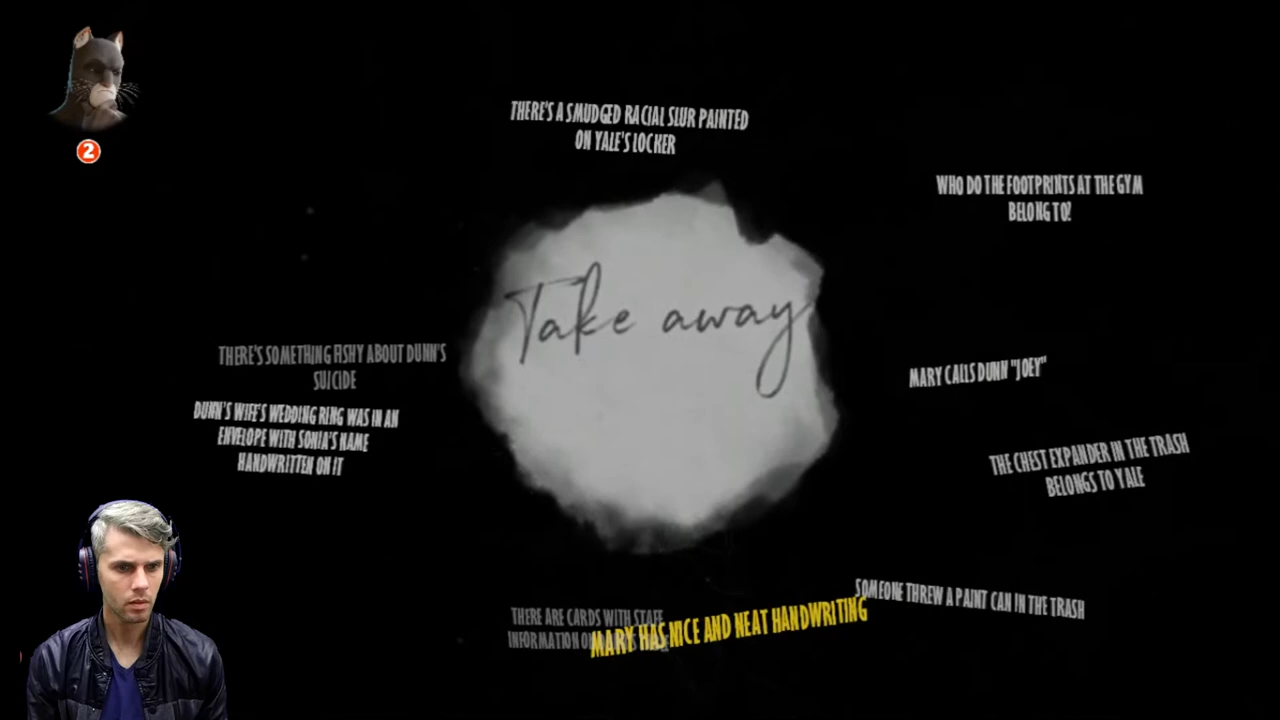 THERE'S A SMUDGED RACIAL SLUR PAINTED
ON YALE'S LOCKER
WHO DO THE FOOTPRINTS AT THE GYM
BELONG TO?
2
Take away
THERE'S SOMETHING FISHY ABOUT DUNN'S
SUICIDE
MARY CALLS DUNN "JOEY"
DUNN'S WIFE'S WEDDING RING WAS IN AN
ENVELOPE WITH SONIA'S NAME
HANDWRITTEN ON IT
THE CHEST EXPANDER IN THE TRASH
BELONGS TO YALE
SOMEONE THREW A PAINT CAN IN THE TRASH
THERE ARE CARDS WITH STAFF
INFORMATION
MARY HAS NICE AND NEAT HANDWRITING